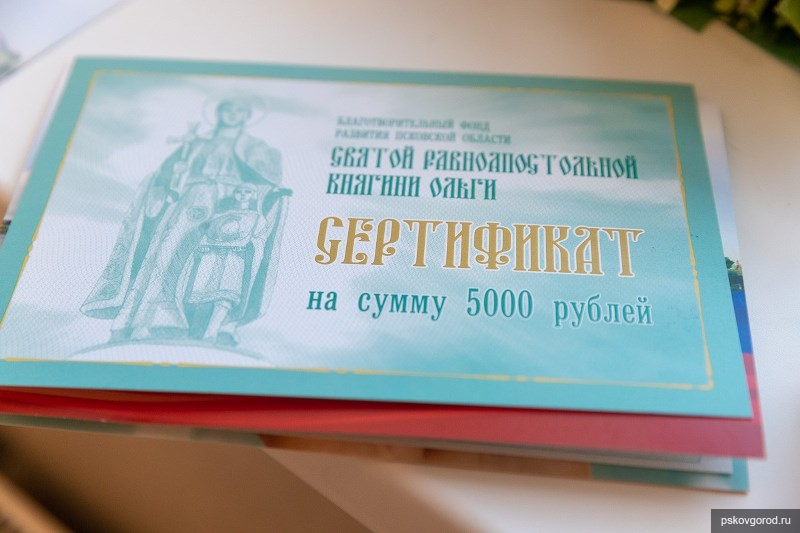 БЛАГОТВОРИТЕЛЬНЫЙ ФОНД
РАЗВИТИЯ ПСКОВСКОЙ ОБЛАСТИ
СВЯТОЙ РАВНОАПОСТОЛЬНОЙ
КНЯГИНИ ОЛЬГИ
СЕРТИФИКАТ
на сумму 5000 рублей
pskovgorod.ru